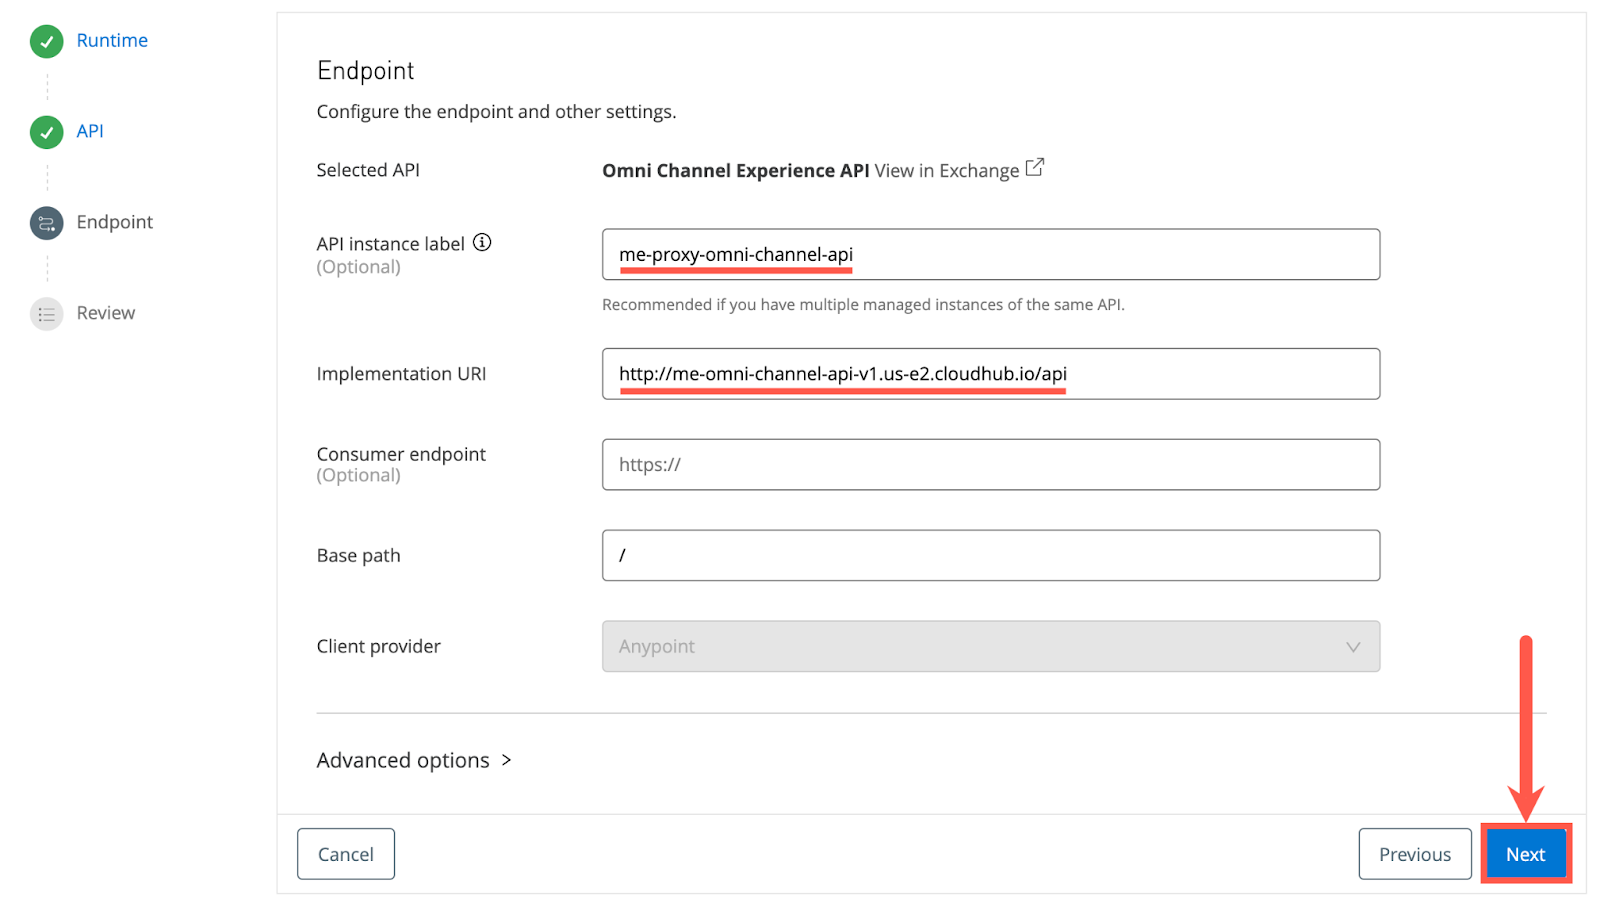 Runtime
API
Endpoint
Review
Endpoint
Configure the endpoint and other settings.
Selected API
Omni Channel Experience API View in Exchange
API instance label
(Optional)
me-proxy-omni-channel-api
Recommended if you have multiple managed instances of the same API.
Implementation URI
http://me-omni-channel-api-v1.us-e2.cloudhub.io/api
Consumer endpoint
(Optional)
https://
Base path
/
Client provider
Anypoint
Advanced options >
Cancel
Previous
Next